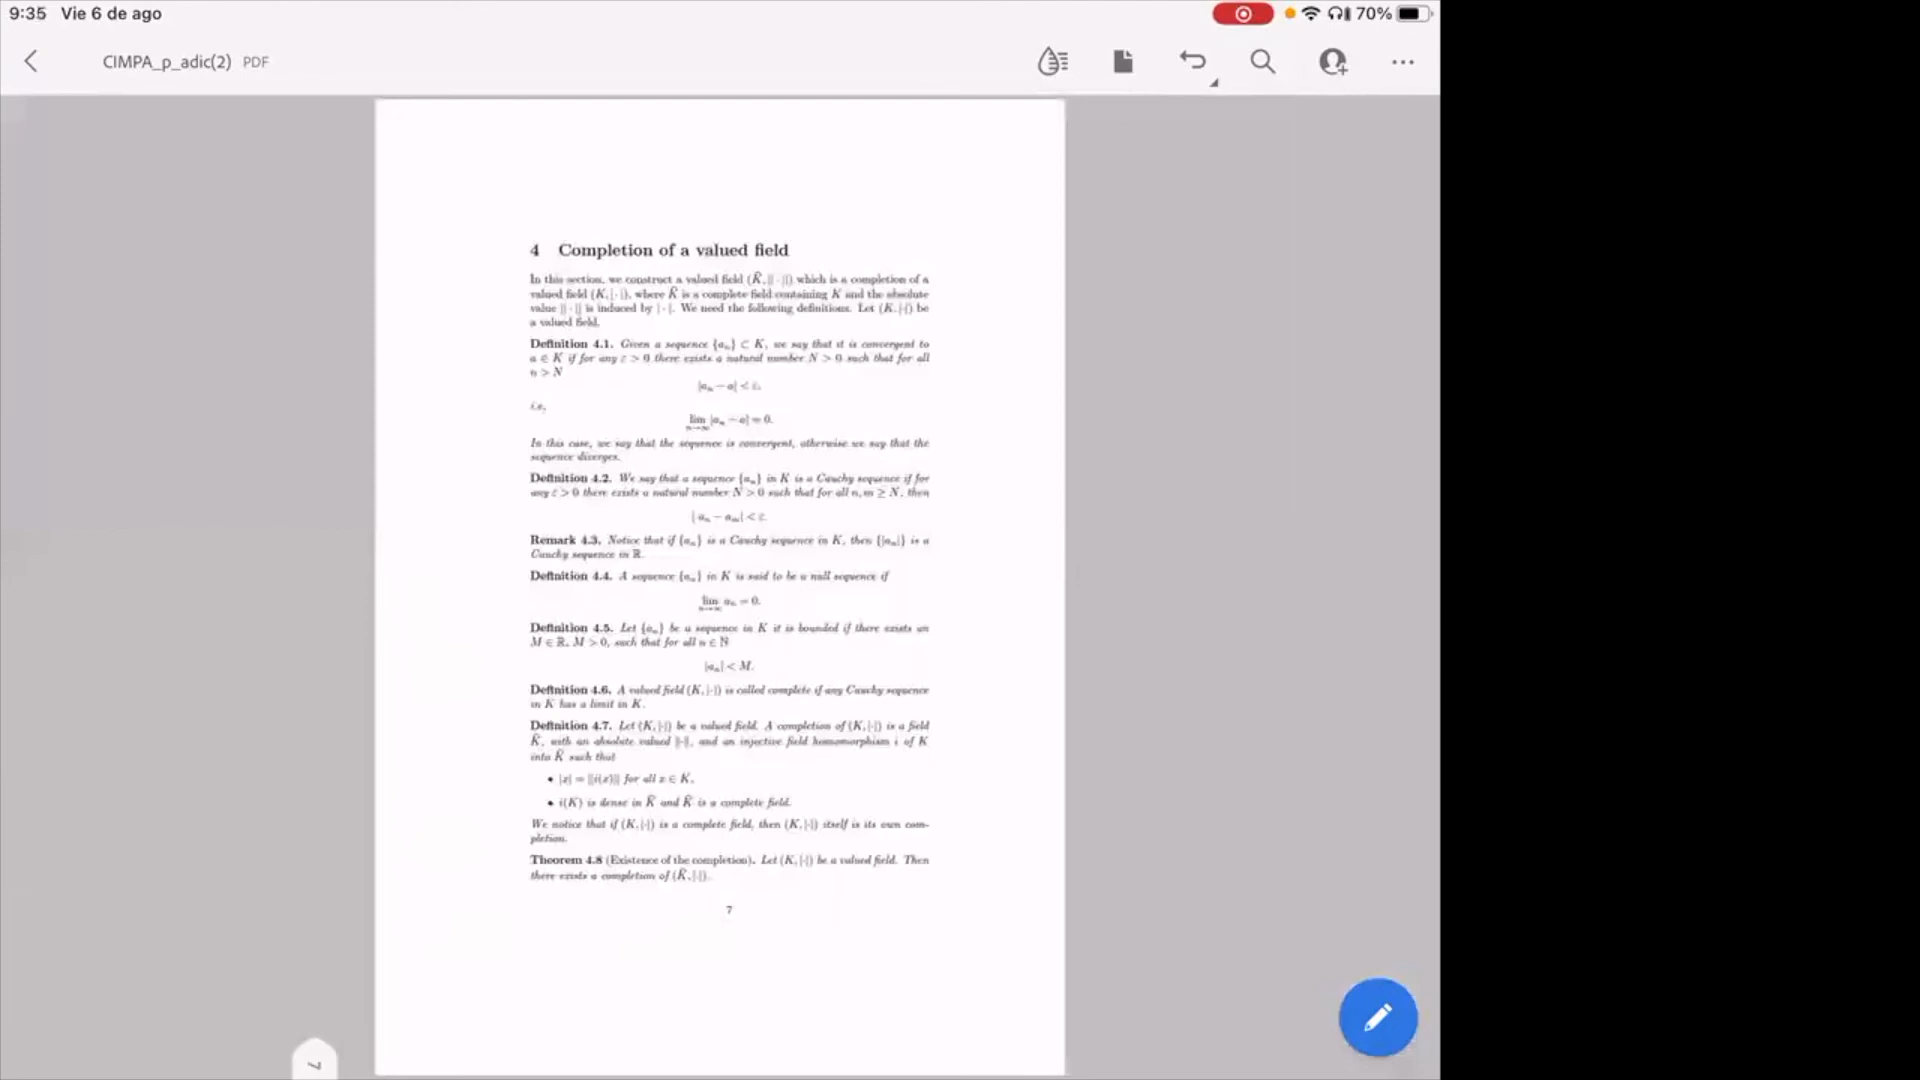 9:35 Vie 6 de ago 70%
CIMPA_p_adic(2) PDF
4 Completion of a valued field
In this section, we construct a valued field (K̂, || · ||) which is a completion of a
valued field (K, | · |), where K̂ is a complete field containing K and the absolute
value || · || is induced by | · |. We need the following definitions. Let (K, |·|) be
a valued field.
Definition 4.1. Given a sequence {aₙ} ⊂ K, we say that it is convergent to
a ∈ K if for any ε > 0 there exists a natural number N > 0 such that for all
n > N
|aₙ − a| < ε,
i.e,
lim n→∞ |aₙ − a| = 0.
In this case, we say that the sequence is convergent, otherwise we say that the
sequence diverges.
Definition 4.2. We say that a sequence {aₙ} in K is a Cauchy sequence if for
any ε > 0 there exists a natural number N > 0 such that for all n, m ≥ N, then
| aₙ − aₘ| < ε.
Remark 4.3. Notice that if {aₙ} is a Cauchy sequence in K, then {|aₙ|} is a
Cauchy sequence in ℝ.
Definition 4.4. A sequence {aₙ} in K is said to be a null sequence if
lim n→∞ aₙ = 0.
Definition 4.5. Let {aₙ} be a sequence in K it is bounded if there exists an
M ∈ ℝ, M > 0, such that for all n ∈ ℕ
|aₙ| < M.
Definition 4.6. A valued field (K, |·|) is called complete if any Cauchy sequence
in K has a limit in K.
Definition 4.7. Let (K, |·|) be a valued field. A completion of (K, |·|) is a field
K̂, with an absolute valued ||·||, and an injective field homomorphism i of K
into K̂ such that
• |x| = ||i(x)|| for all x ∈ K,
• i(K) is dense in K̂ and K̂ is a complete field.
We notice that if (K, |·|) is a complete field, then (K, |·|) itself is its own com-
pletion.
Theorem 4.8 (Existence of the completion). Let (K, |·|) be a valued field. Then
there exists a completion of (K̂, |·|).
7
7